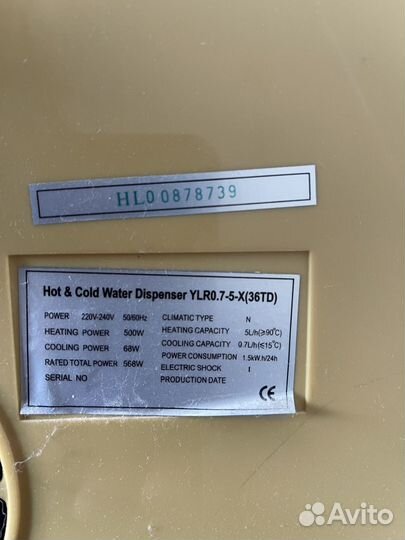 HL00878739
Hot & Cold Water Dispenser YLR0.7-5-X(36TD)
POWER 220V-240V 50/60Hz CLIMATIC TYPE N
HEATING POWER 500W HEATING CAPACITY 5L/h(≥90℃)
COOLING POWER 68W COOLING CAPACITY 0.7L/h(≤15℃)
RATED TOTAL POWER 568W POWER CONSUMPTION 1.5kW.h/24h
SERIAL NO ELECTRIC SHOCK I
PRODUCTION DATE
CE
Avito